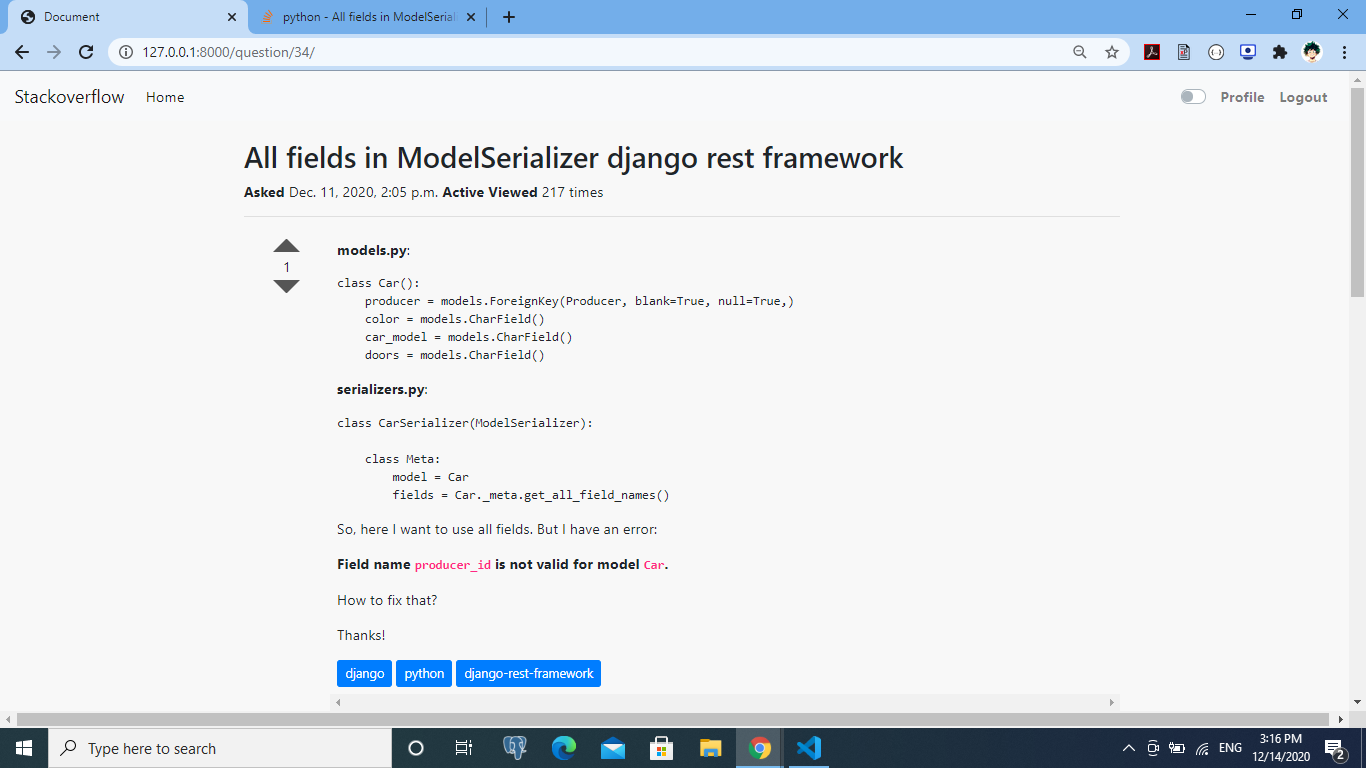 Document
python - All fields in ModelSerial
127.0.0.1:8000/question/34/
Stackoverflow
Home
Profile
Logout
All fields in ModelSerializer django rest framework
Asked Dec. 11, 2020, 2:05 p.m. Active Viewed 217 times
1
models.py:
class Car():
    producer = models.ForeignKey(Producer, blank=True, null=True,)
    color = models.CharField()
    car_model = models.CharField()
    doors = models.CharField()
serializers.py:
class CarSerializer(ModelSerializer):
    class Meta:
        model = Car
        fields = Car._meta.get_all_field_names()
So, here I want to use all fields. But I have an error:
Field name producer_id is not valid for model Car.
How to fix that?
Thanks!
django python django-rest-framework
Type here to search
ENG
3:16 PM
12/14/2020
2